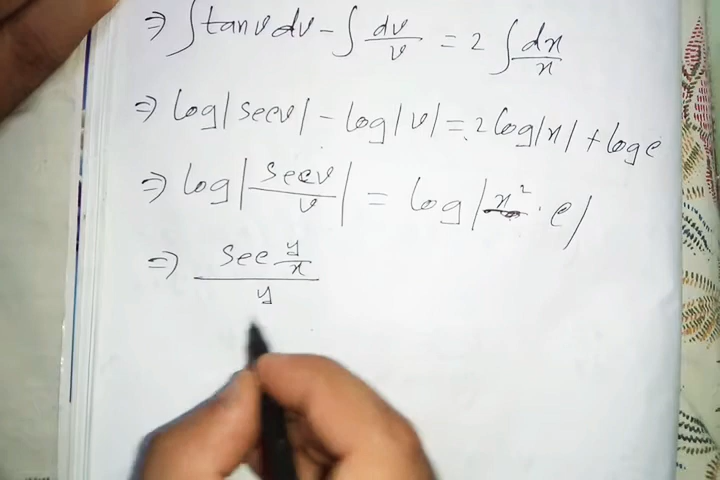 ⇒ ∫ tan v dv - ∫ dv/v = 2 ∫ dx/x
⇒ log|sec v| - log|v| = 2 log|x| + log c
⇒ log|sec v / v| = log|x² · c|
⇒ sec y/x / y